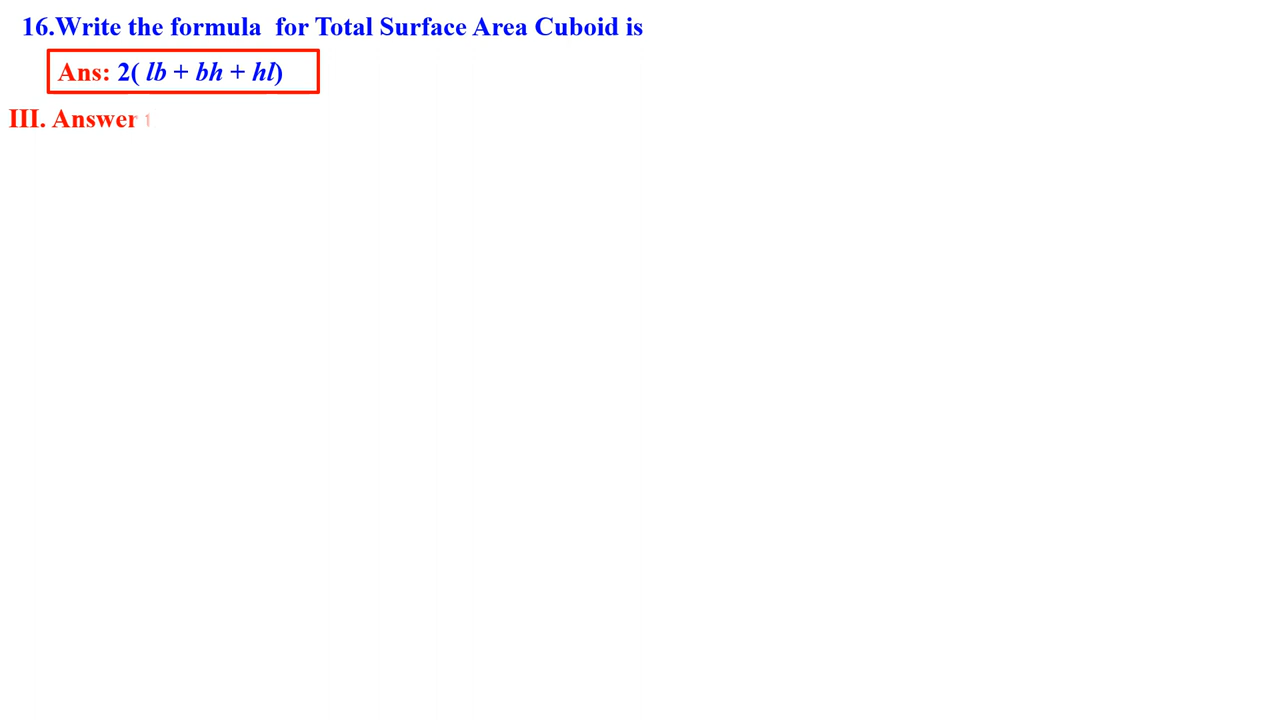 16.Write the formula  for Total Surface Area Cuboid is
Ans: 2( lb + bh + hl)
III. Answer